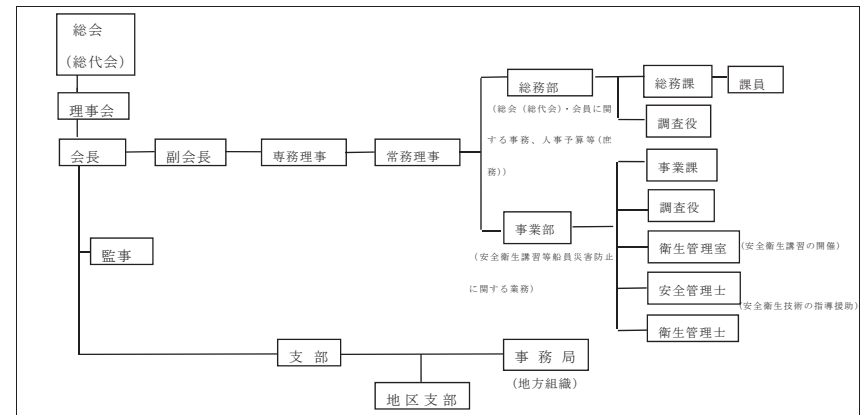 総会
（総代会）
理事会
会長
副会長
専務理事
常務理事
総務部
（総会（総代会）・会員に関
する事務、人事予算等（庶
務））
総務課
課員
調査役
事業部
（安全衛生講習等船員災害防止
に関する業務）
事業課
調査役
衛生管理室
（安全衛生講習の開催）
安全管理士
（安全衛生技術の指導援助）
衛生管理士
監事
支部
事務局
（地方組織）
地区支部